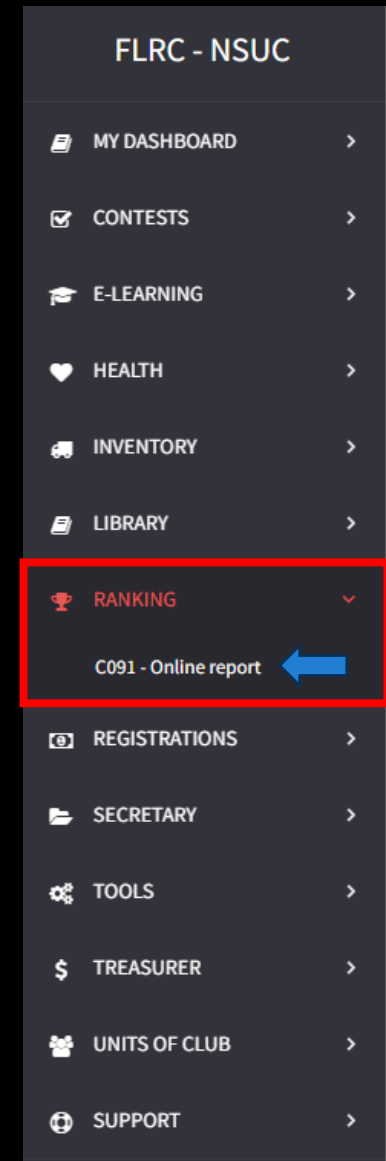 FLRC - NSUC
MY DASHBOARD
CONTESTS
E-LEARNING
HEALTH
INVENTORY
LIBRARY
RANKING
C091 - Online report
REGISTRATIONS
SECRETARY
TOOLS
TREASURER
UNITS OF CLUB
SUPPORT